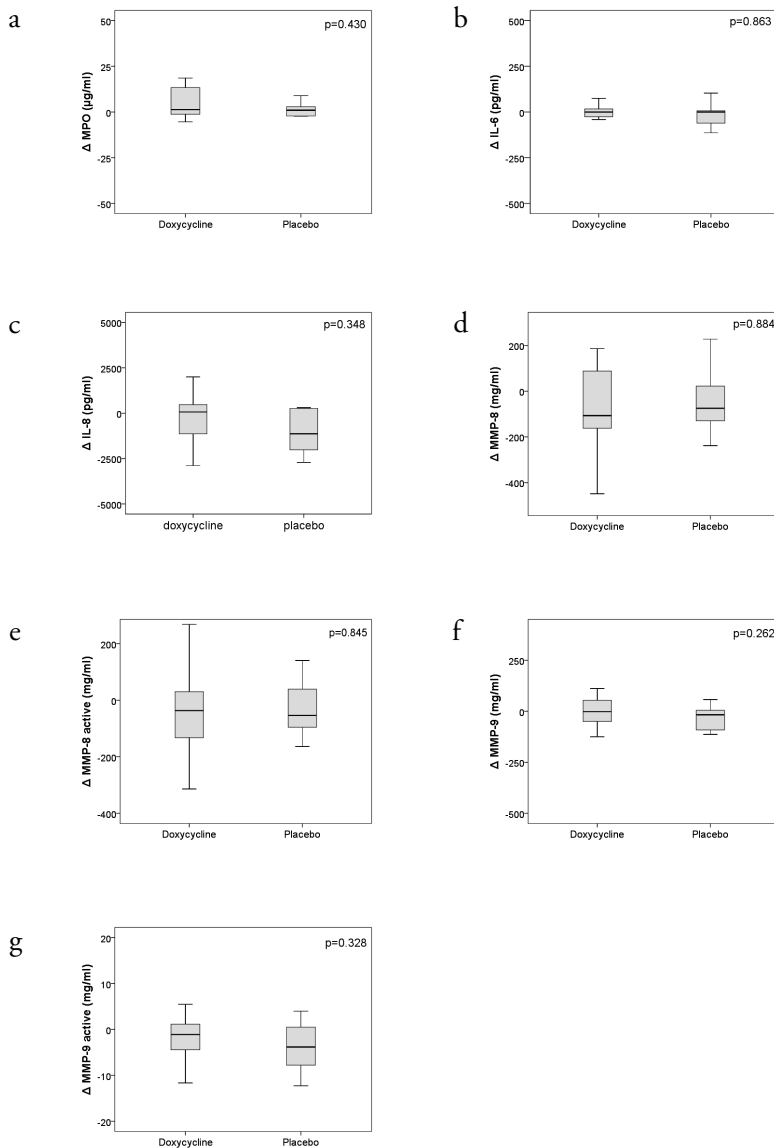 a
p=0.430
Δ MPO (µg/ml)
50
25
0
-25
-50
Doxycycline Placebo
b
p=0.863
Δ IL-6 (pg/ml)
500
250
0
-250
-500
Doxycycline Placebo
c
p=0.348
Δ IL-8 (pg/ml)
5000
2500
0
-2500
-5000
doxycycline placebo
d
p=0.884
Δ MMP-8 (mg/ml)
200
0
-200
-400
Doxycycline Placebo
e
p=0.845
Δ MMP-8 active (mg/ml)
200
0
-200
-400
Doxycycline Placebo
f
p=0.262
Δ MMP-9 (mg/ml)
250
0
-250
-500
Doxycycline Placebo
g
p=0.328
Δ MMP-9 active (mg/ml)
20
10
0
-10
-20
Doxycycline Placebo